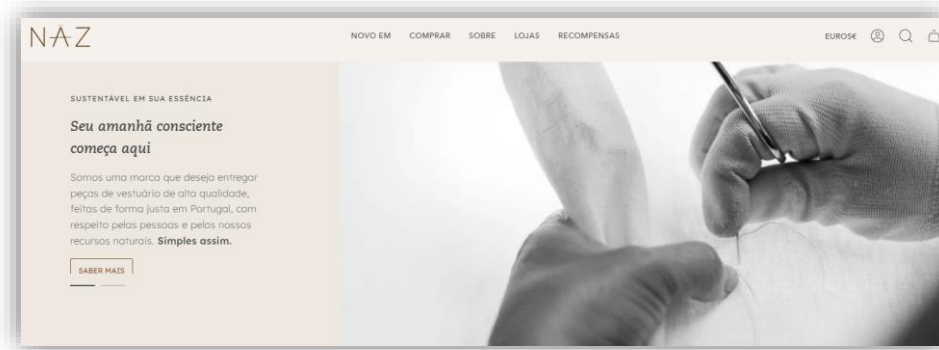 NAZ
NOVO EM COMPRAR SOBRE LOJAS RECOMPENSAS EUROS€
SUSTENTÁVEL EM SUA ESSÊNCIA
Seu amanhã consciente
começa aqui
Somos uma marca que deseja entregar
peças de vestuário de alta qualidade,
feitas de forma justa em Portugal, com
respeito pelas pessoas e pelos nossos
recursos naturais. Simples assim.
SABER MAIS